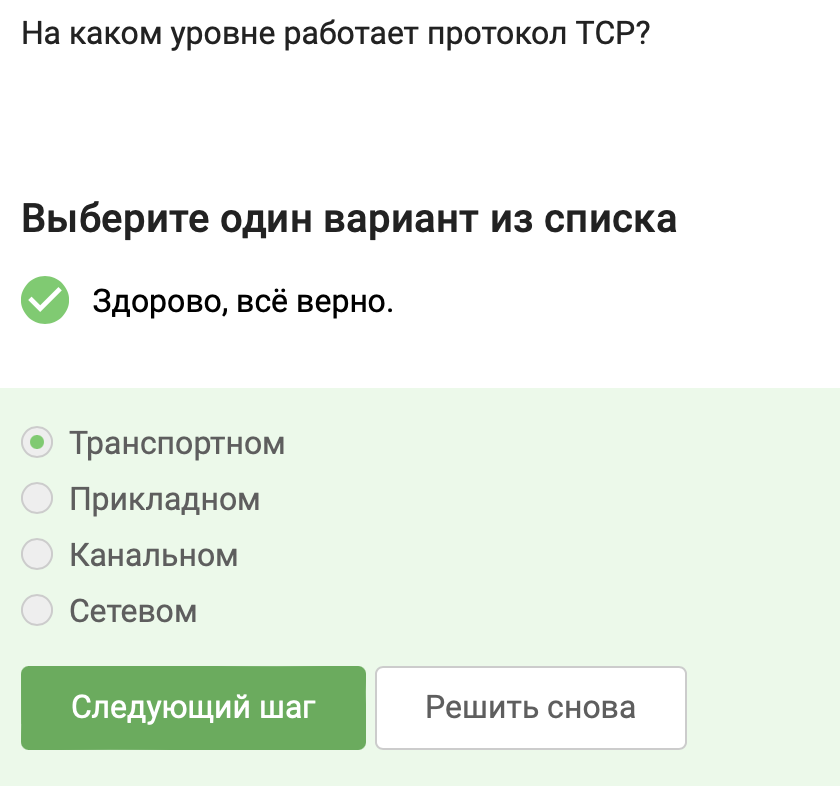 На каком уровне работает протокол TCP?
Выберите один вариант из списка
Здорово, всё верно.
Транспортном
Прикладном
Канальном
Сетевом
Следующий шаг
Решить снова